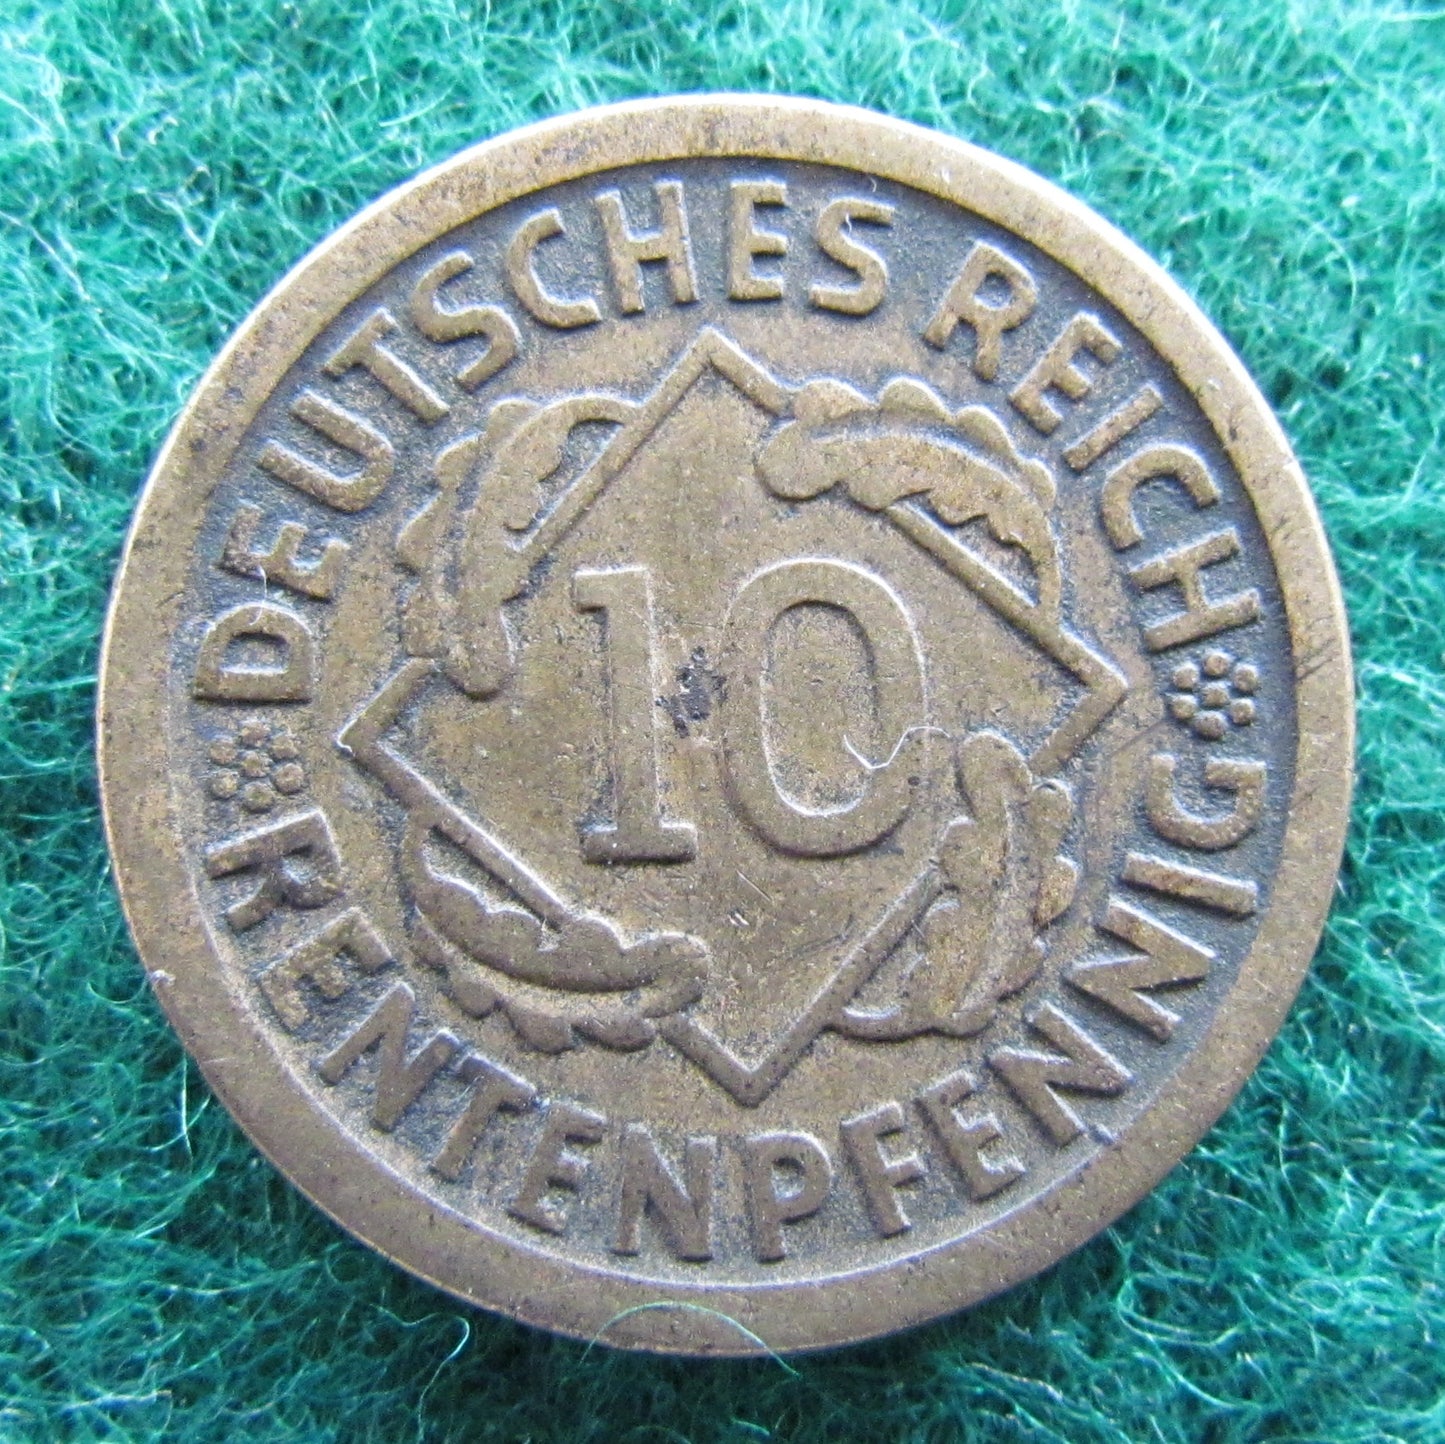 DEUTSCHES REICH
10
RENTENPFENNIG